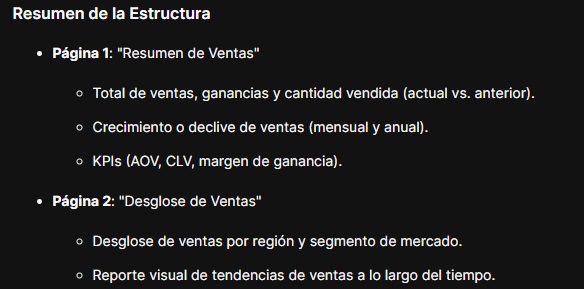 Resumen de la Estructura
• Página 1: "Resumen de Ventas"
○ Total de ventas, ganancias y cantidad vendida (actual vs. anterior).
○ Crecimiento o declive de ventas (mensual y anual).
○ KPIs (AOV, CLV, margen de ganancia).
• Página 2: "Desglose de Ventas"
○ Desglose de ventas por región y segmento de mercado.
○ Reporte visual de tendencias de ventas a lo largo del tiempo.